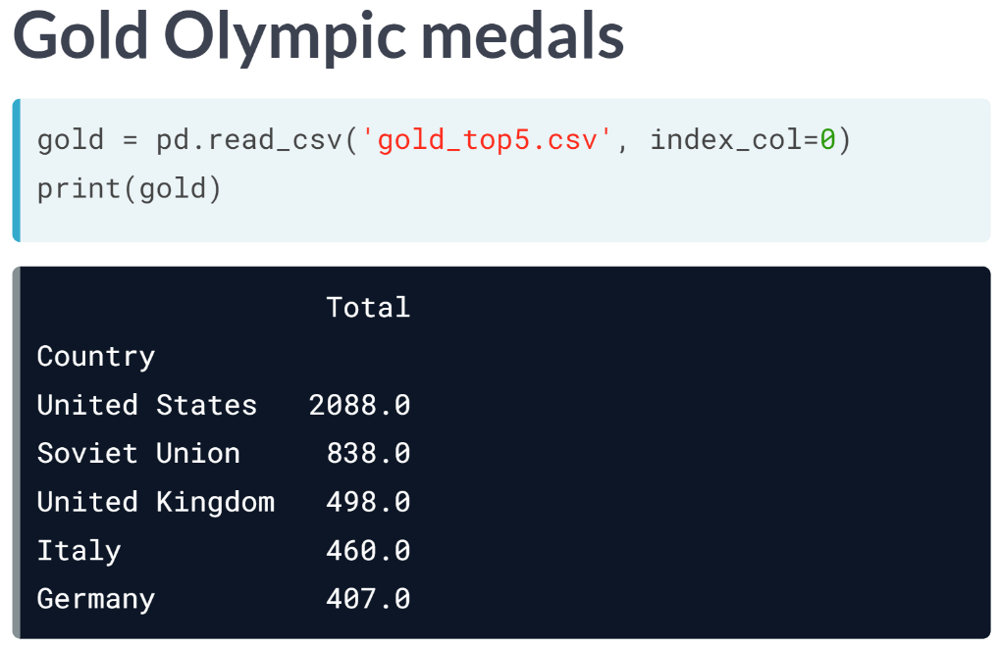 Gold Olympic medals
gold = pd.read_csv('gold_top5.csv', index_col=0)
print(gold)
Total
Country
United States 2088.0
Soviet Union 838.0
United Kingdom 498.0
Italy 460.0
Germany 407.0